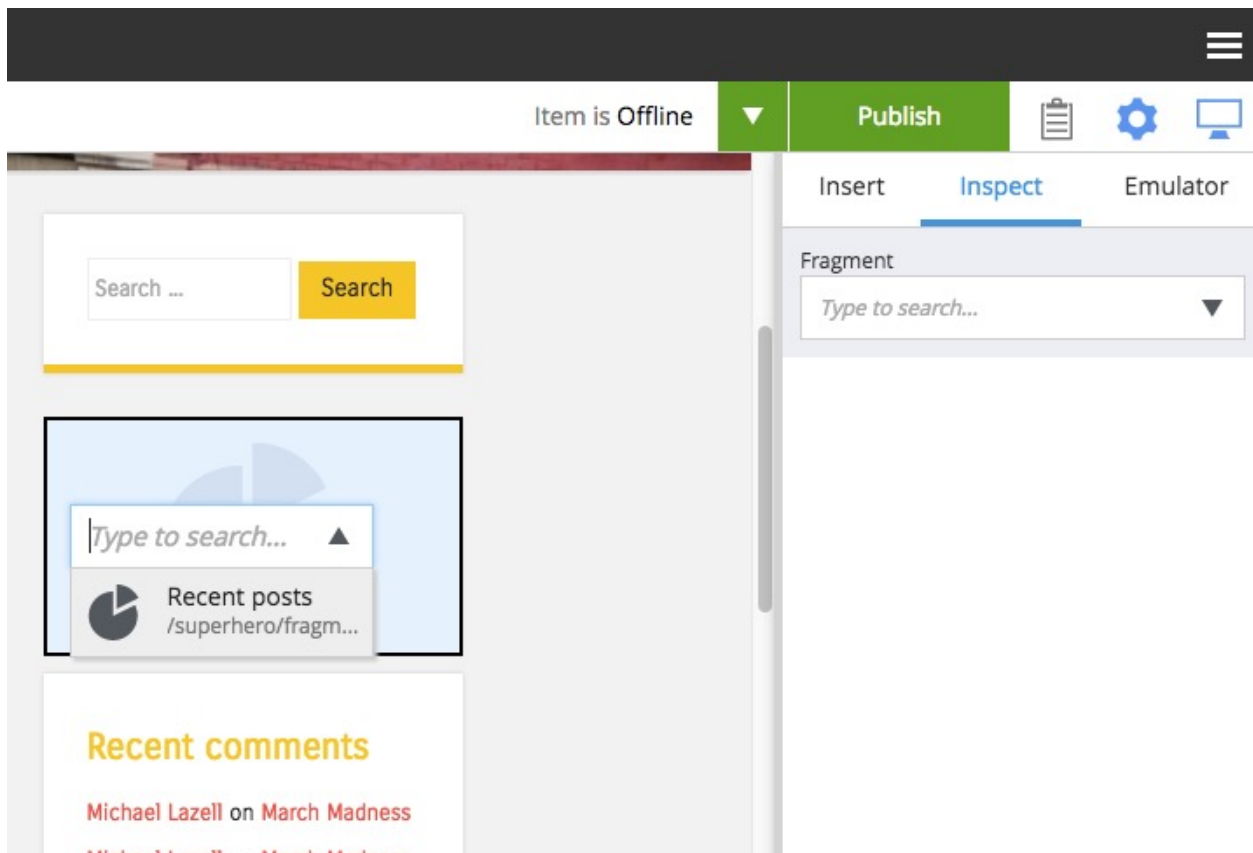 Item is Offline
Publish
Insert
Inspect
Emulator
Fragment
Type to search...
Search ...
Search
Type to search...
Recent posts
/superhero/fragm...
Recent comments
Michael Lazell on March Madness